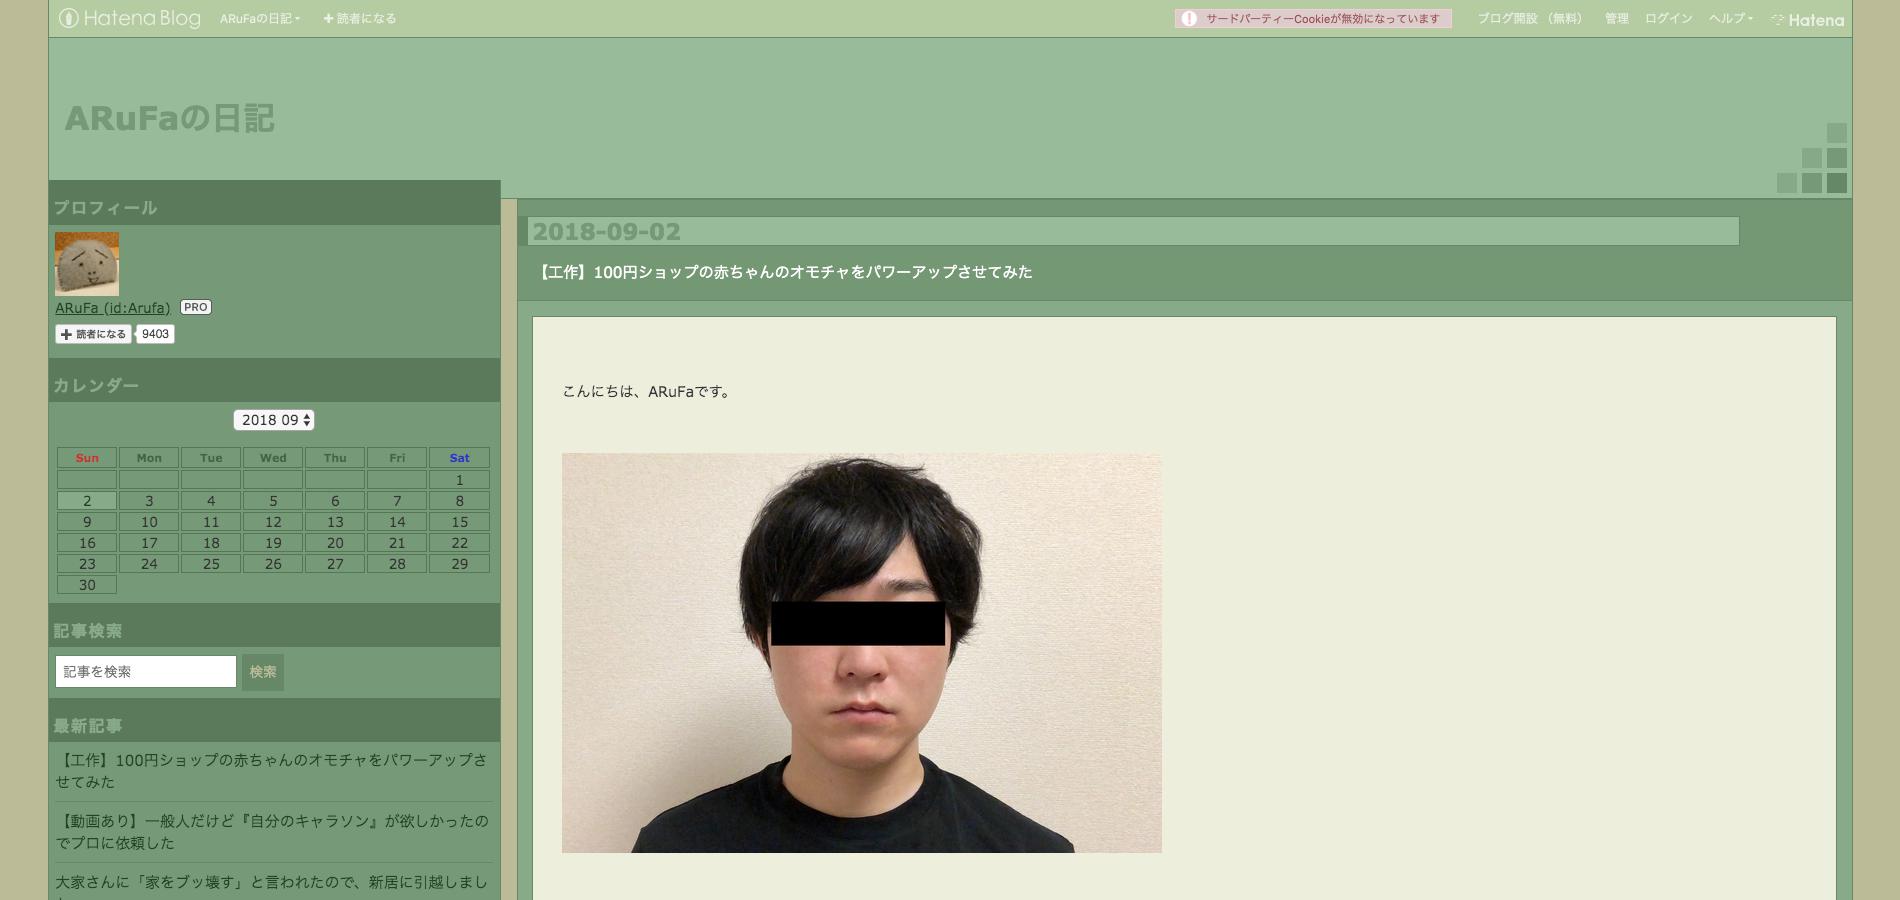 Hatena Blog ARuFaの日記 読者になる サードパーティーCookieが無効になっています ブログ開設 (無料) 管理 ログイン ヘルプ Hatena
ARuFaの日記
プロフィール
ARuFa (id:Arufa) PRO
読者になる 9403
カレンダー
2018 09
Sun Mon Tue Wed Thu Fri Sat
1
2 3 4 5 6 7 8
9 10 11 12 13 14 15
16 17 18 19 20 21 22
23 24 25 26 27 28 29
30
記事検索
記事を検索 検索
最新記事
【工作】100円ショップの赤ちゃんのオモチャをパワーアップさ
せてみた
【動画あり】一般人だけど『自分のキャラソン』が欲しかったの
でプロに依頼した
大家さんに「家をブッ壊す」と言われたので、新居に引越しまし
2018-09-02
【工作】100円ショップの赤ちゃんのオモチャをパワーアップさせてみた
こんにちは、ARuFaです。